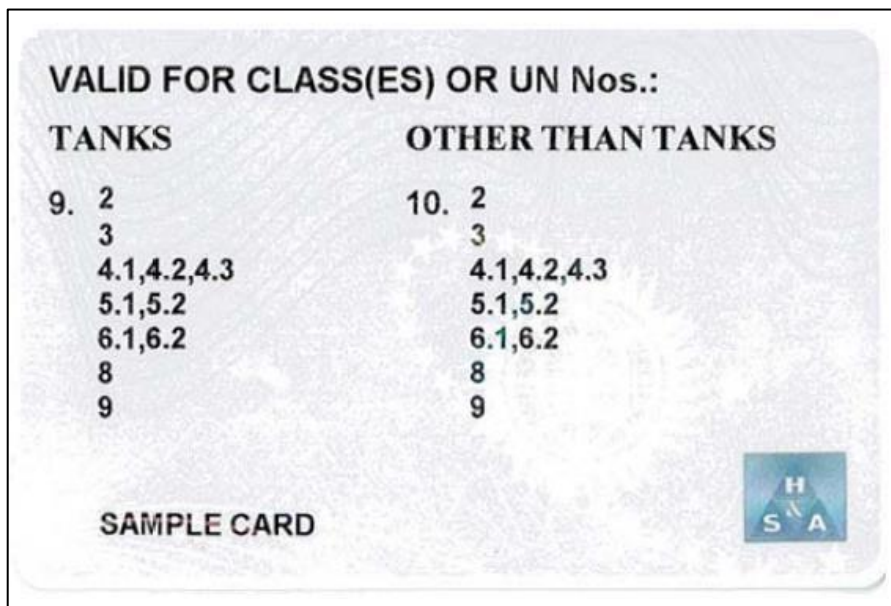 VALID FOR CLASS(ES) OR UN Nos.:
TANKS
OTHER THAN TANKS
9. 2
3
4.1,4.2,4.3
5.1,5.2
6.1,6.2
8
9
10. 2
3
4.1,4.2,4.3
5.1,5.2
6.1,6.2
8
9
SAMPLE CARD
H
&
S A